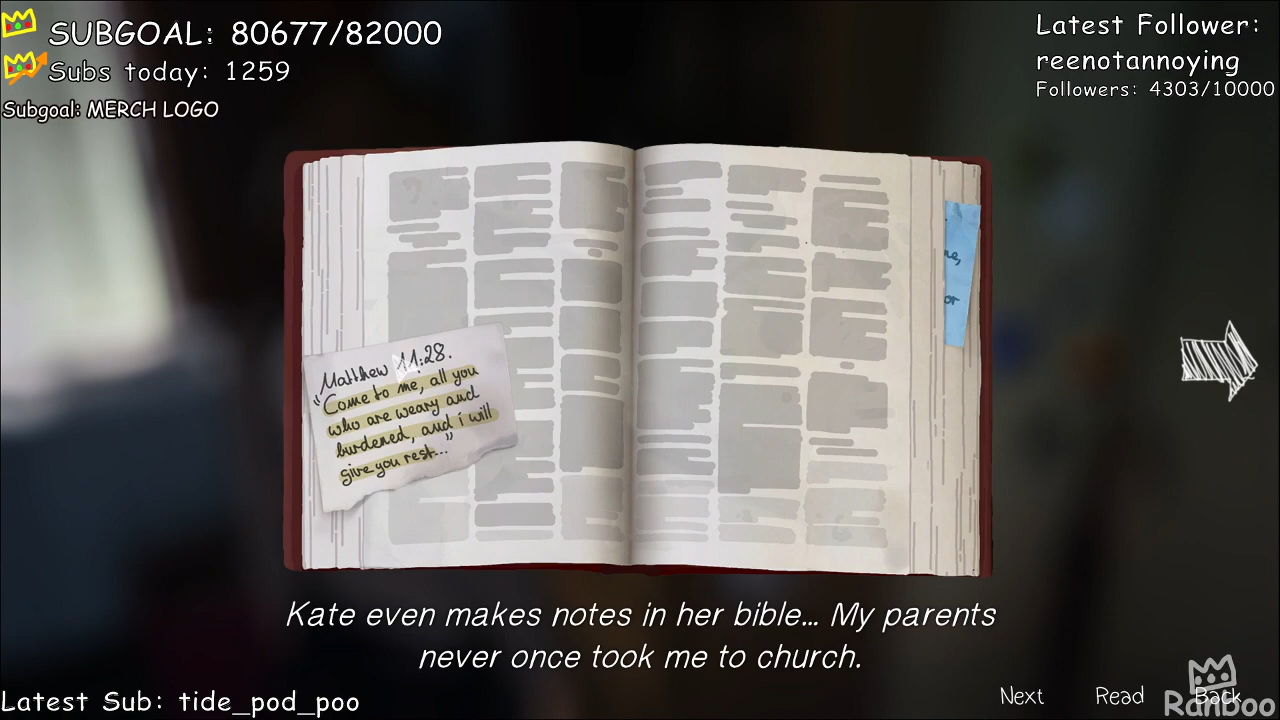 SUBGOAL: 80677/82000
Subs today: 1259
Subgoal: MERCH LOGO
Latest Follower:
reenotannoying
Followers: 4303/10000
Matthew 11:28.
"Come to me, all you
who are weary and
burdened, and i will
give you rest..."
or
Kate even makes notes in her bible... My parents
never once took me to church.
Latest Sub: tide_pod_poo
Next Read Back
Ranboo